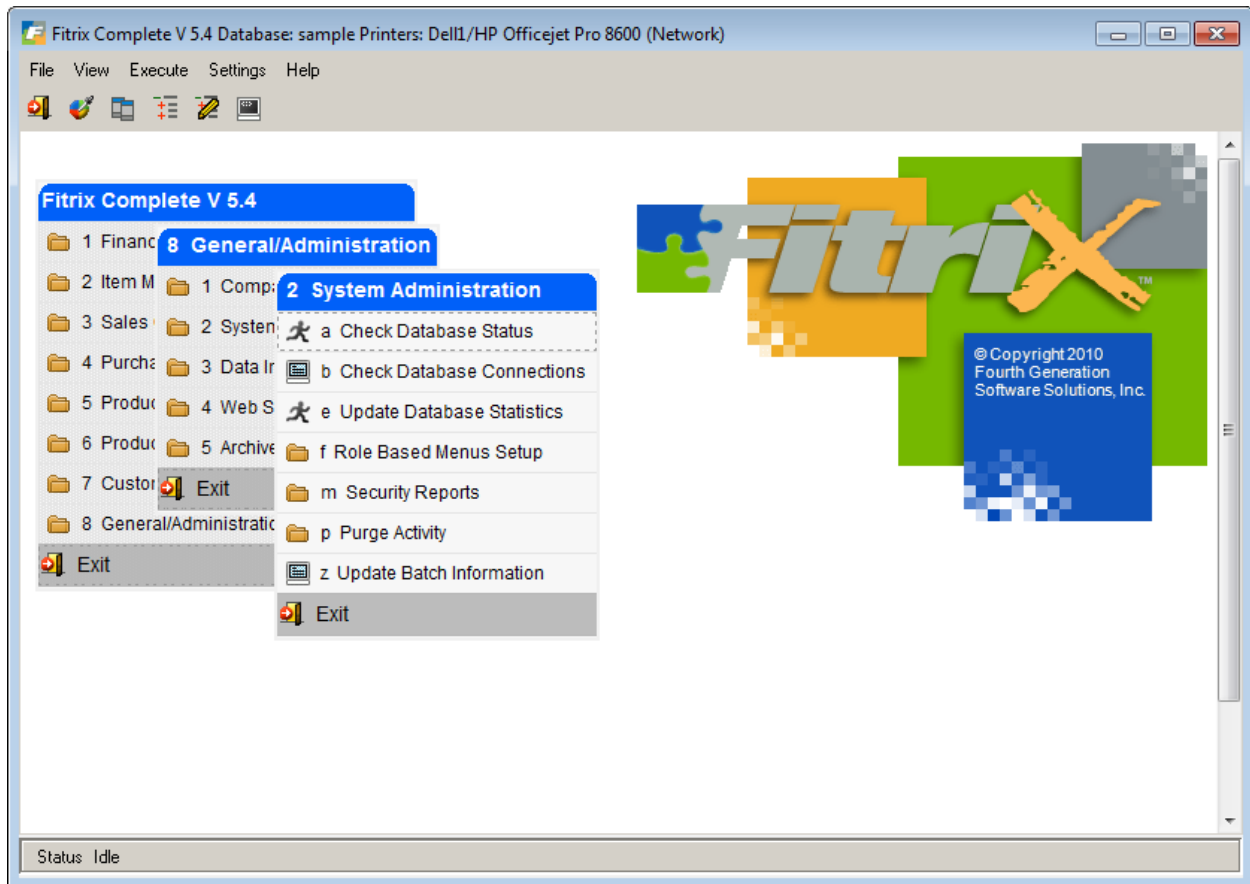 Fitrix Complete V 5.4 Database: sample Printers: Dell1/HP Officejet Pro 8600 (Network)
File View Execute Settings Help
Fitrix Complete V 5.4
1 Financ
2 Item M
3 Sales
4 Purcha
5 Produc
6 Produc
7 Custor
8 General/Administratic
Exit
8 General/Administration
1 Comp
2 System
3 Data In
4 Web S
5 Archive
Exit
2 System Administration
a Check Database Status
b Check Database Connections
e Update Database Statistics
f Role Based Menus Setup
m Security Reports
p Purge Activity
z Update Batch Information
Exit
FitriX™
© Copyright 2010
Fourth Generation
Software Solutions, Inc.
Status Idle